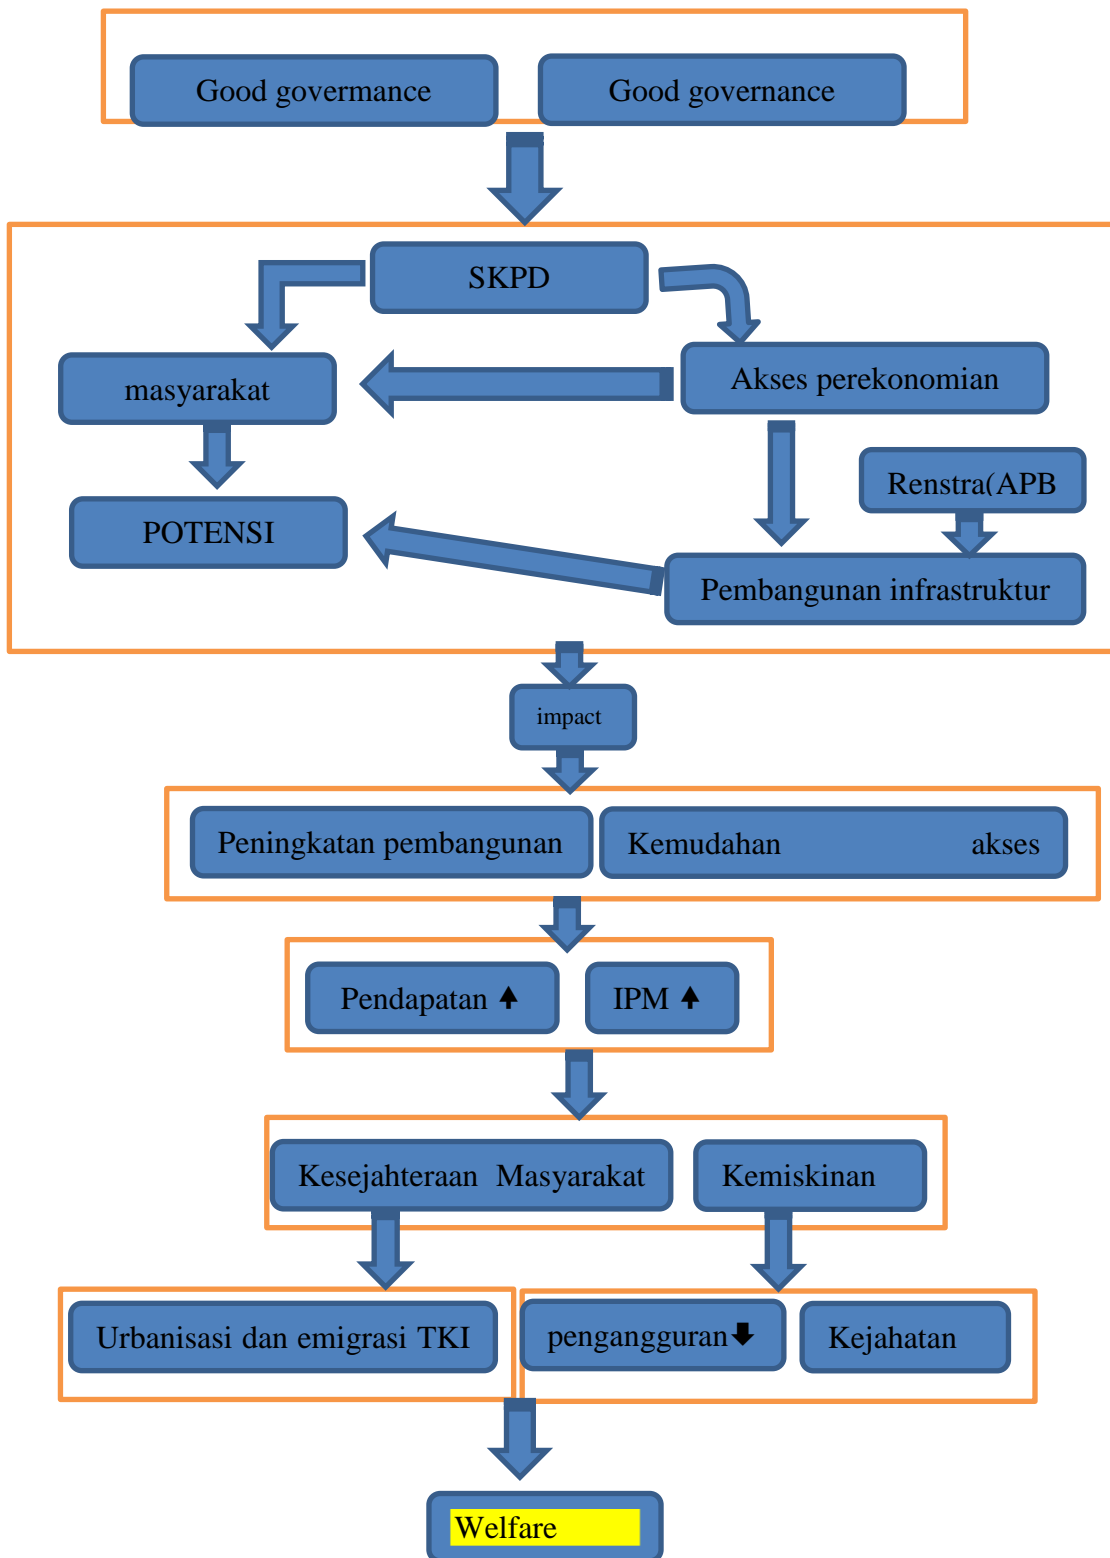 Good govermance
Good governance
SKPD
masyarakat
Akses perekonomian
Renstra(APB
POTENSI
Pembangunan infrastruktur
impact
Peningkatan pembangunan
Kemudahan akses
Pendapatan
IPM
Kesejahteraan Masyarakat
Kemiskinan
Urbanisasi dan emigrasi TKI
pengangguran
Kejahatan
Welfare